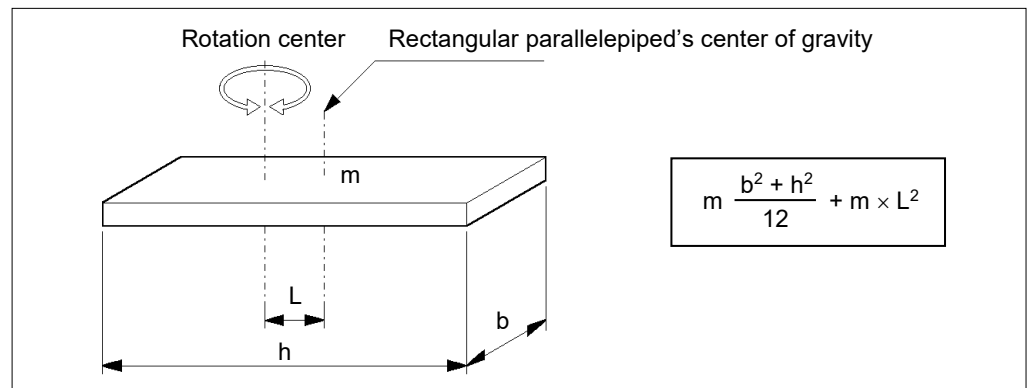 Rotation center Rectangular parallelepiped's center of gravity
m
m b² + h² / 12 + m × L²
L
b
h